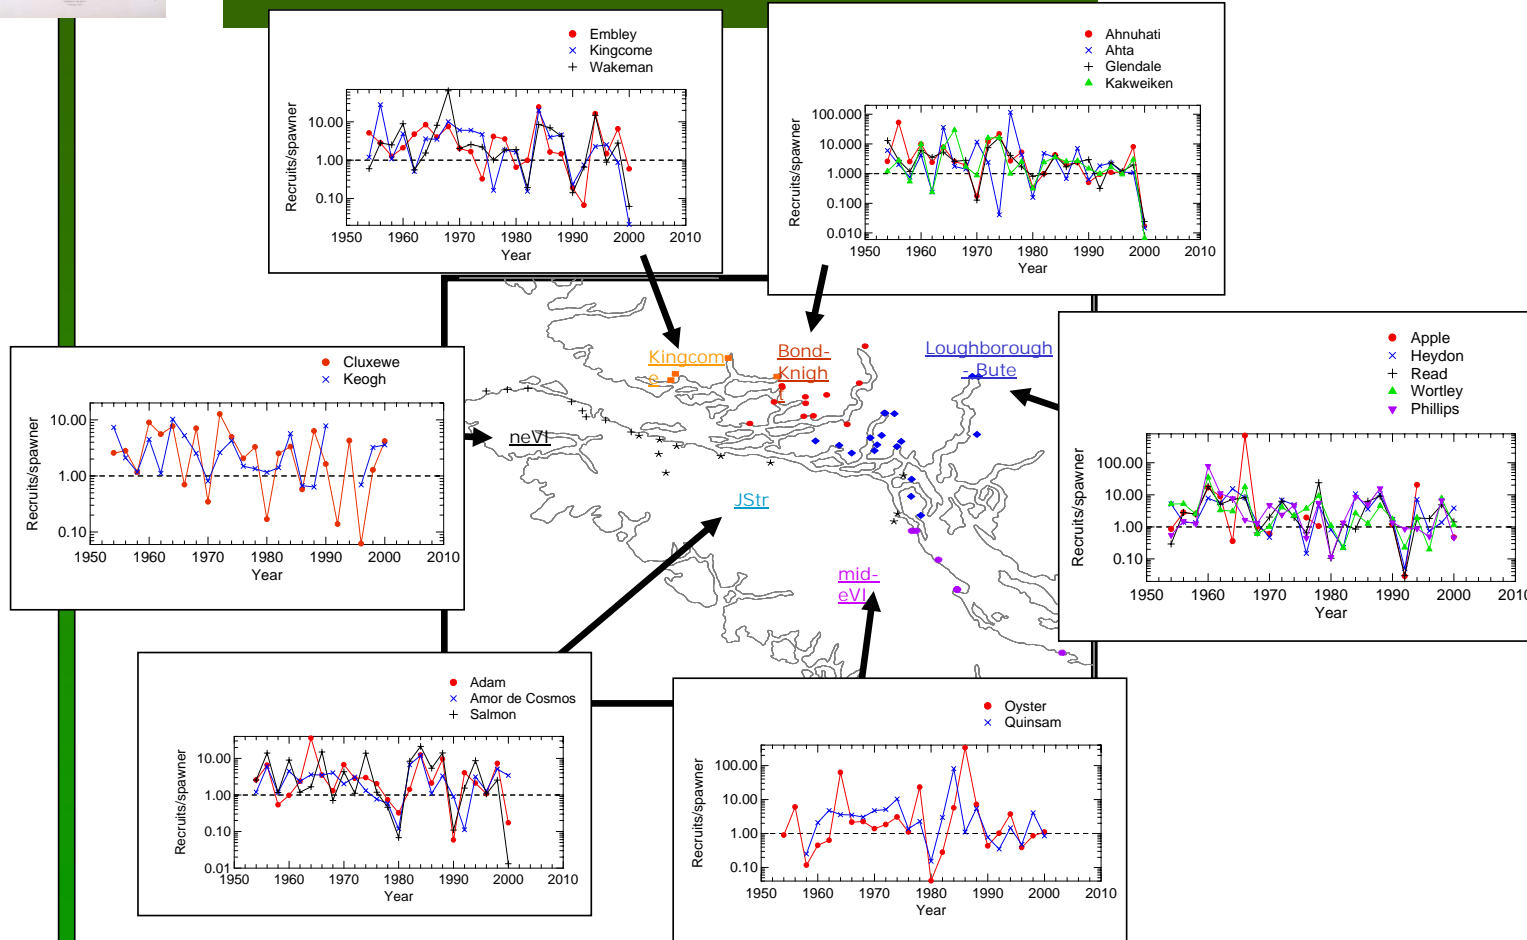 Embley
Kingcome
Wakeman
Recruits/spawner
10.00
1.00
0.10
1950 1960 1970 1980 1990 2000 2010
Year
Ahnuhati
Ahta
Glendale
Kakweiken
Recruits/spawner
100.000
10.000
1.000
0.100
0.010
1950 1960 1970 1980 1990 2000 2010
Year
Cluxewe
Keogh
Recruits/spawner
10.00
1.00
0.10
1950 1960 1970 1980 1990 2000 2010
Year
Kingcom
e
Bond-
Knigh
t
Loughborough
- Bute
neVI
JStr
mid-
eVI
Apple
Heydon
Read
Wortley
Phillips
Recruits/spawner
100.00
10.00
1.00
0.10
1950 1960 1970 1980 1990 2000 2010
Year
Adam
Amor de Cosmos
Salmon
Recruits/spawner
10.00
1.00
0.10
0.01
1950 1960 1970 1980 1990 2000 2010
Year
Oyster
Quinsam
Recruits/spawner
100.00
10.00
1.00
0.10
1950 1960 1970 1980 1990 2000 2010
Year